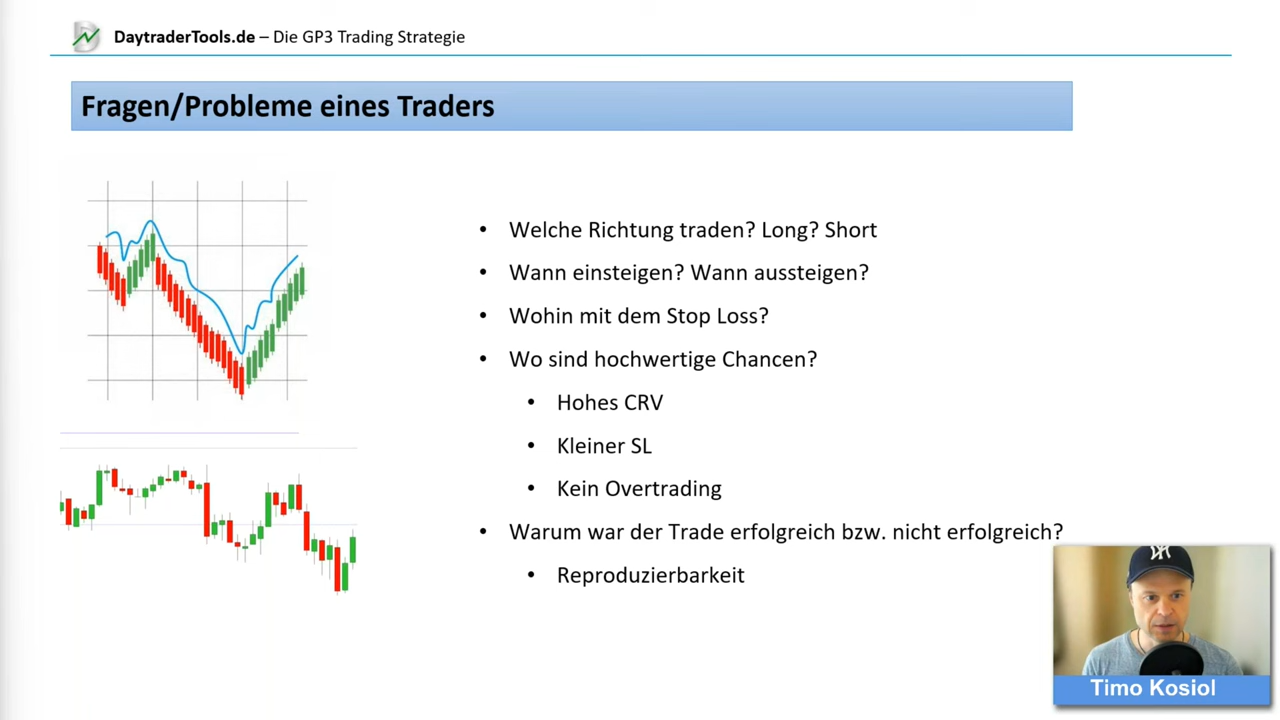 DaytraderTools.de – Die GP3 Trading Strategie
Fragen/Probleme eines Traders
• Welche Richtung traden? Long? Short
• Wann einsteigen? Wann aussteigen?
• Wohin mit dem Stop Loss?
• Wo sind hochwertige Chancen?
• Hohes CRV
• Kleiner SL
• Kein Overtrading
• Warum war der Trade erfolgreich bzw. nicht erfolgreich?
• Reproduzierbarkeit
Timo Kosiol